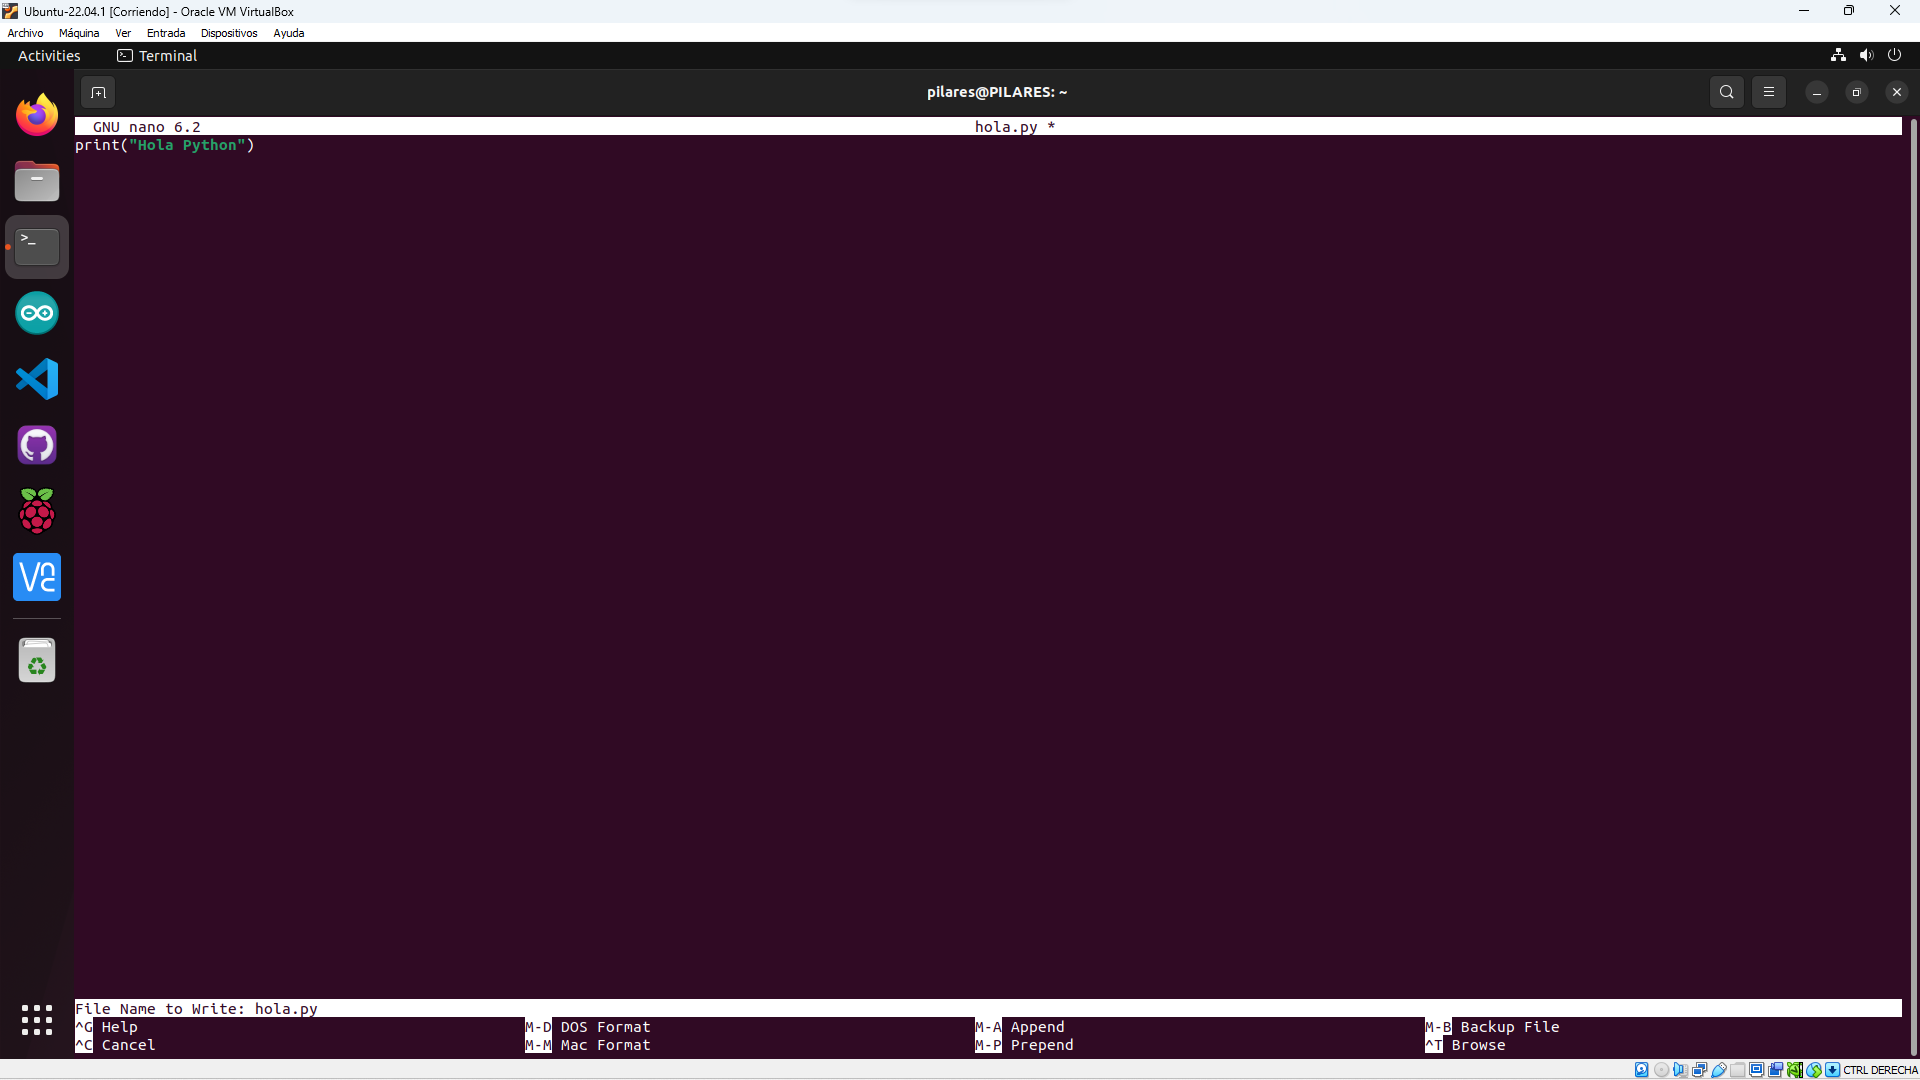 Ubuntu-22.04.1 [Corriendo] - Oracle VM VirtualBox
Archivo Máquina Ver Entrada Dispositivos Ayuda
Activities Terminal
pilares@PILARES: ~
GNU nano 6.2 hola.py *
print("Hola Python")
File Name to Write: hola.py
^G Help M-D DOS Format M-A Append M-B Backup File
^C Cancel M-M Mac Format M-P Prepend ^T Browse
CTRL DERECHA